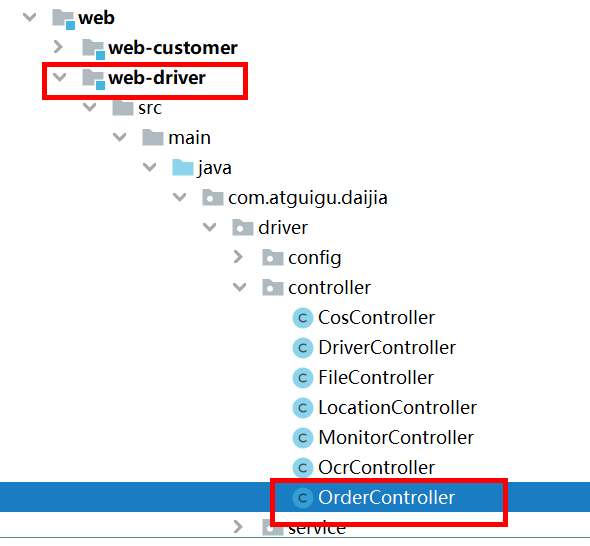 web
web-customer
web-driver
src
main
java
com.atguigu.daijia
driver
config
controller
CosController
DriverController
FileController
LocationController
MonitorController
OcrController
OrderController
service